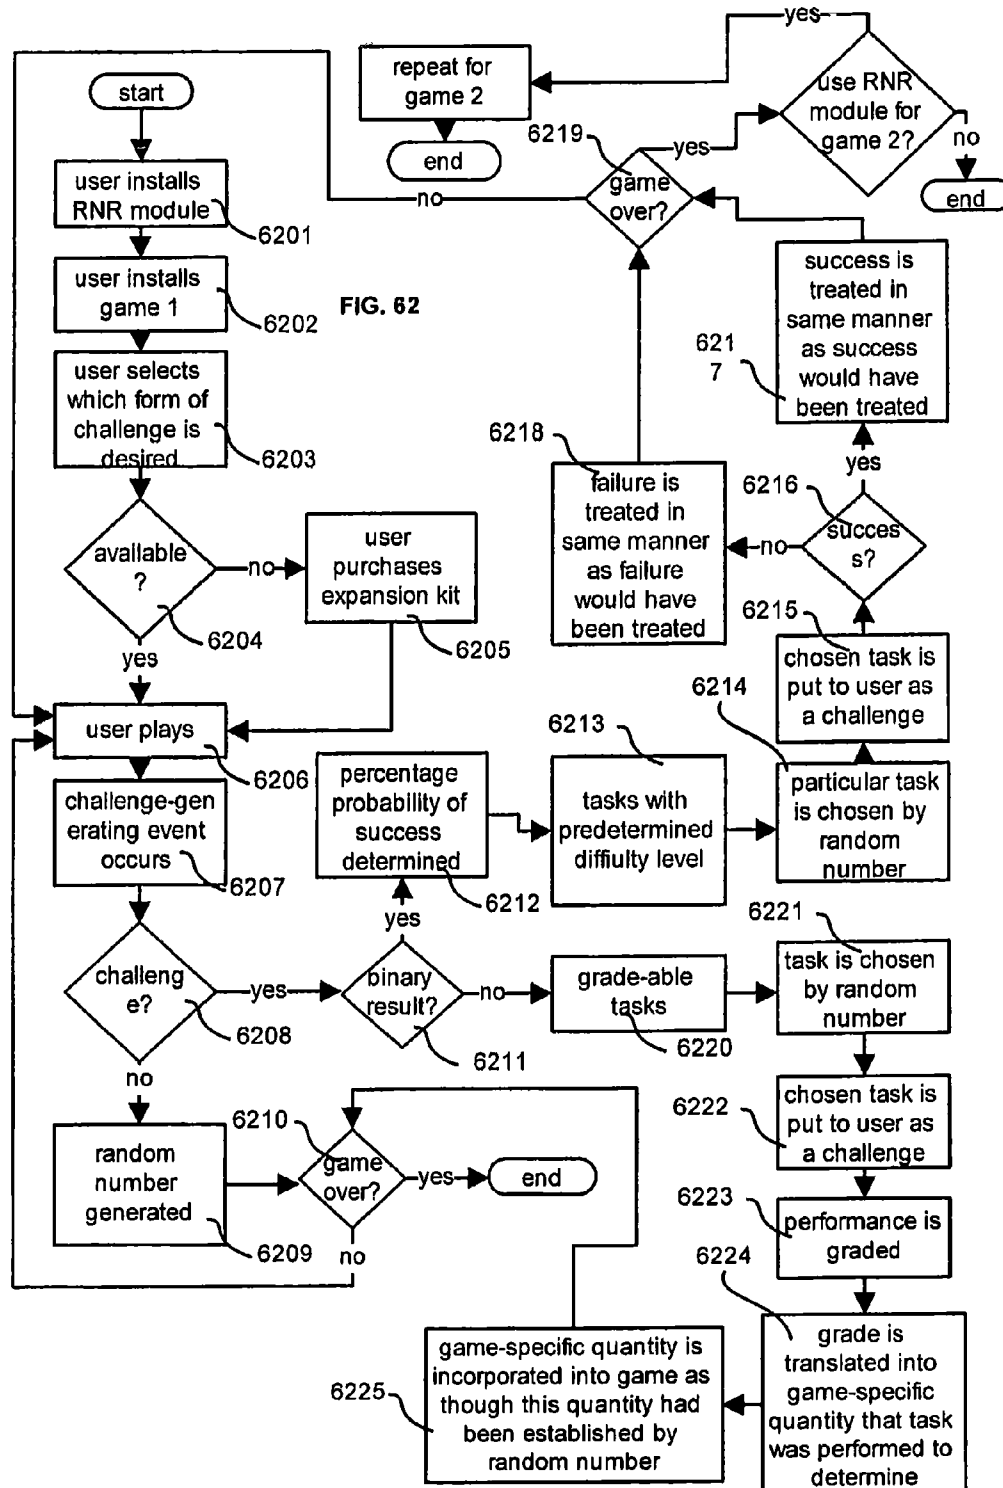 start
user installs
RNR module
6201
user installs
game 1
6202
FIG. 62
user selects
which form of
challenge is
desired
6203
available
?
6204
no
user
purchases
expansion kit
6205
yes
user plays
6206
challenge-gen
erating event
occurs
6207
challeng
e?
6208
no
random
number
generated
6209
6210
game
over?
yes
end
no
yes
binary
result?
6211
yes
percentage
probability of
success
determined
6212
6213
tasks with
predetermined
diffiulty level
6214
particular task
is chosen by
random
number
6215
chosen task is
put to user as
a challenge
6216
succes
s?
yes
621
7
success is
treated in
same manner
as success
would have
been treated
no
6218
failure is
treated in
same manner
as failure
would have
been treated
6219
game
over?
no
yes
use RNR
module for
game 2?
no
end
yes
repeat for
game 2
end
no
grade-able
tasks
6220
6221
task is chosen
by random
number
6222
chosen task is
put to user as
a challenge
6223
performance is
graded
6224
grade is
translated into
game-specific
quantity that task
was performed to
determine
6225
game-specific quantity is
incorporated into game as
though this quantity had
been established by
random number